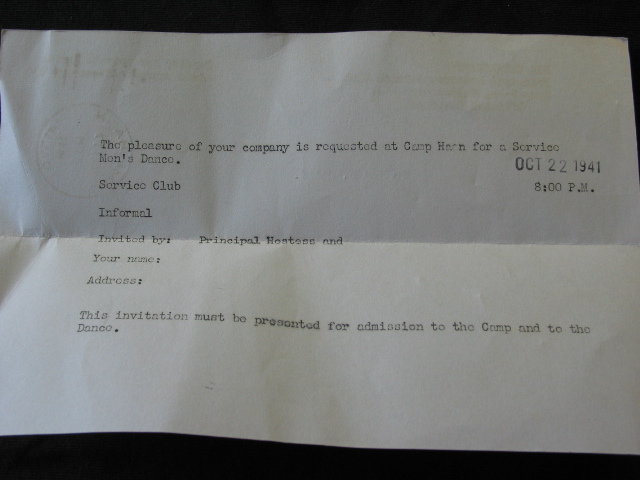 The pleasure of your company is requested at Camp Haan for a Service
Men's Dance.
OCT 22 1941
Service Club
8:00 P.M.
Informal
Invited by: Principal Hostess and
Your name:
Address:
This invitation must be presented for admission to the Camp and to the
Dance.